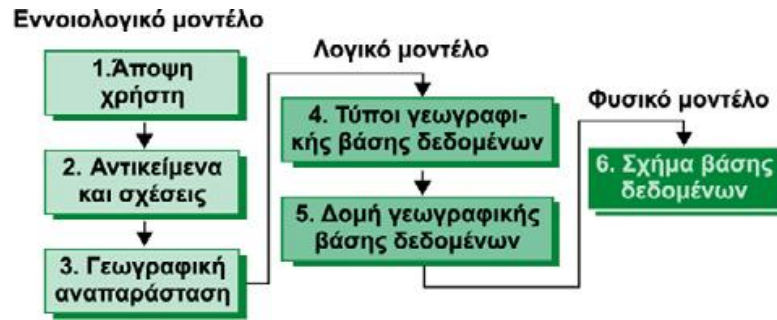 Εννοιολογικό μοντέλο
1.Άποψη
χρήστη
2. Αντικείμενα
και σχέσεις
3. Γεωγραφική
αναπαράσταση
Λογικό μοντέλο
4. Τύποι γεωγραφι-
κής βάσης δεδομένων
5. Δομή γεωγραφικής
βάσης δεδομένων
Φυσικό μοντέλο
6. Σχήμα βάσης
δεδομένων